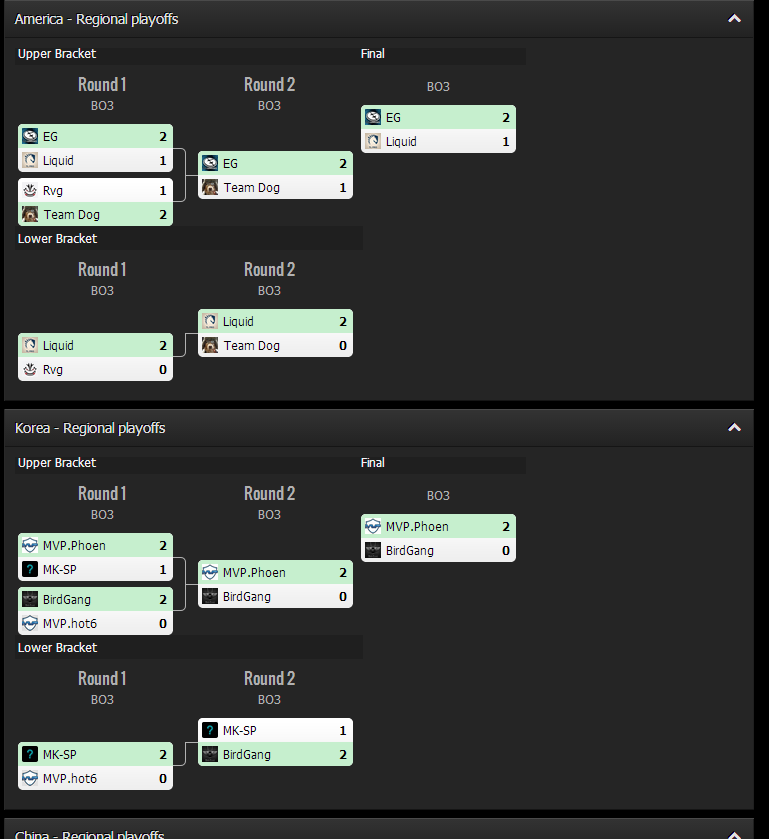 America - Regional playoffs
Upper Bracket Final
Round 1 Round 2
BO3 BO3 BO3
EG 2
Liquid 1
Rvg 1
Team Dog 2
EG 2
Team Dog 1
EG 2
Liquid 1
Lower Bracket
Round 1 Round 2
BO3 BO3
Liquid 2
Rvg 0
Liquid 2
Team Dog 0
Korea - Regional playoffs
Upper Bracket Final
Round 1 Round 2
BO3 BO3 BO3
MVP.Phoen 2
MK-SP 1
BirdGang 2
MVP.hot6 0
MVP.Phoen 2
BirdGang 0
MVP.Phoen 2
BirdGang 0
Lower Bracket
Round 1 Round 2
BO3 BO3
MK-SP 2
MVP.hot6 0
MK-SP 1
BirdGang 2
China - Regional playoffs